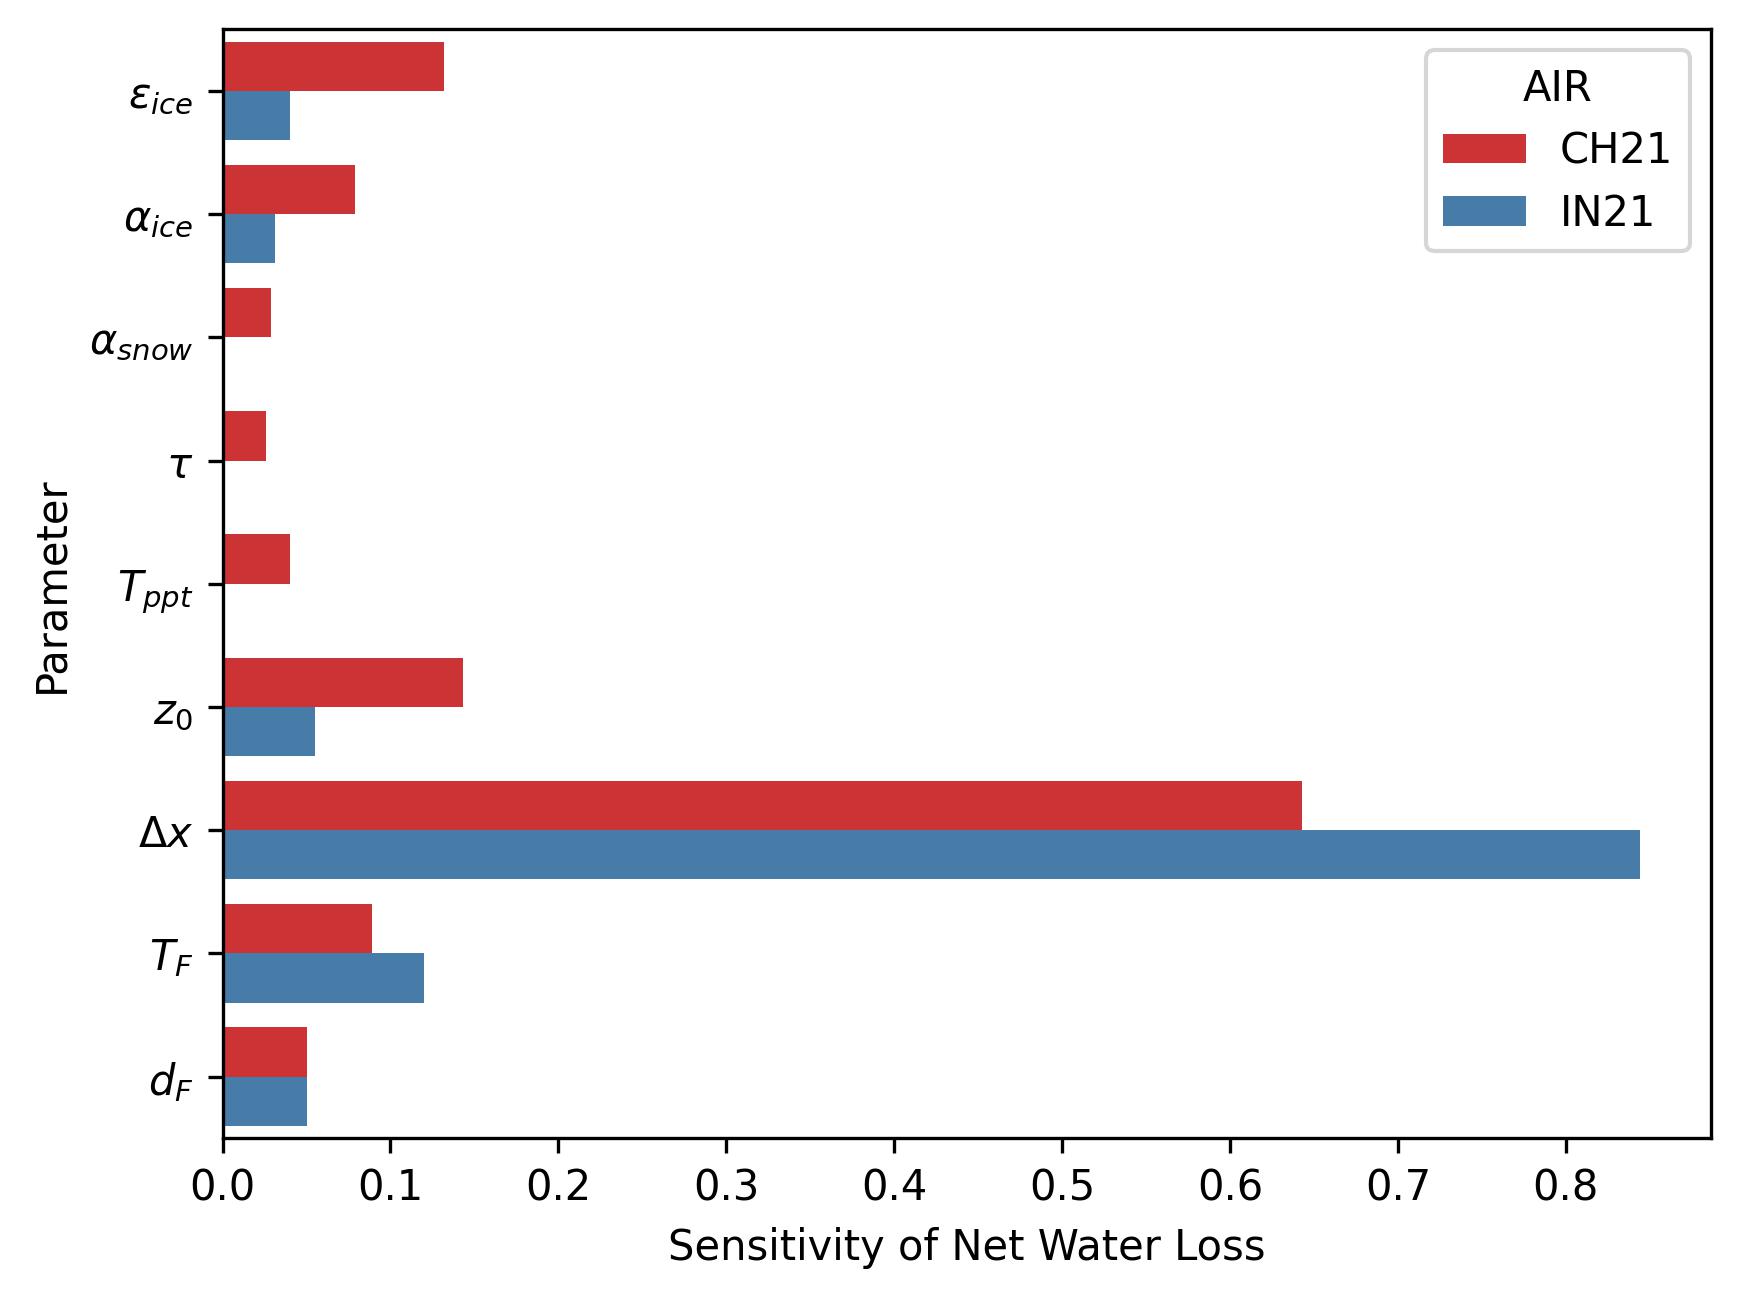 AIR
CH21
IN21
ε_ice
α_ice
α_snow
τ
T_ppt
z_0
Δx
T_F
d_F
Parameter
0.0 0.1 0.2 0.3 0.4 0.5 0.6 0.7 0.8
Sensitivity of Net Water Loss